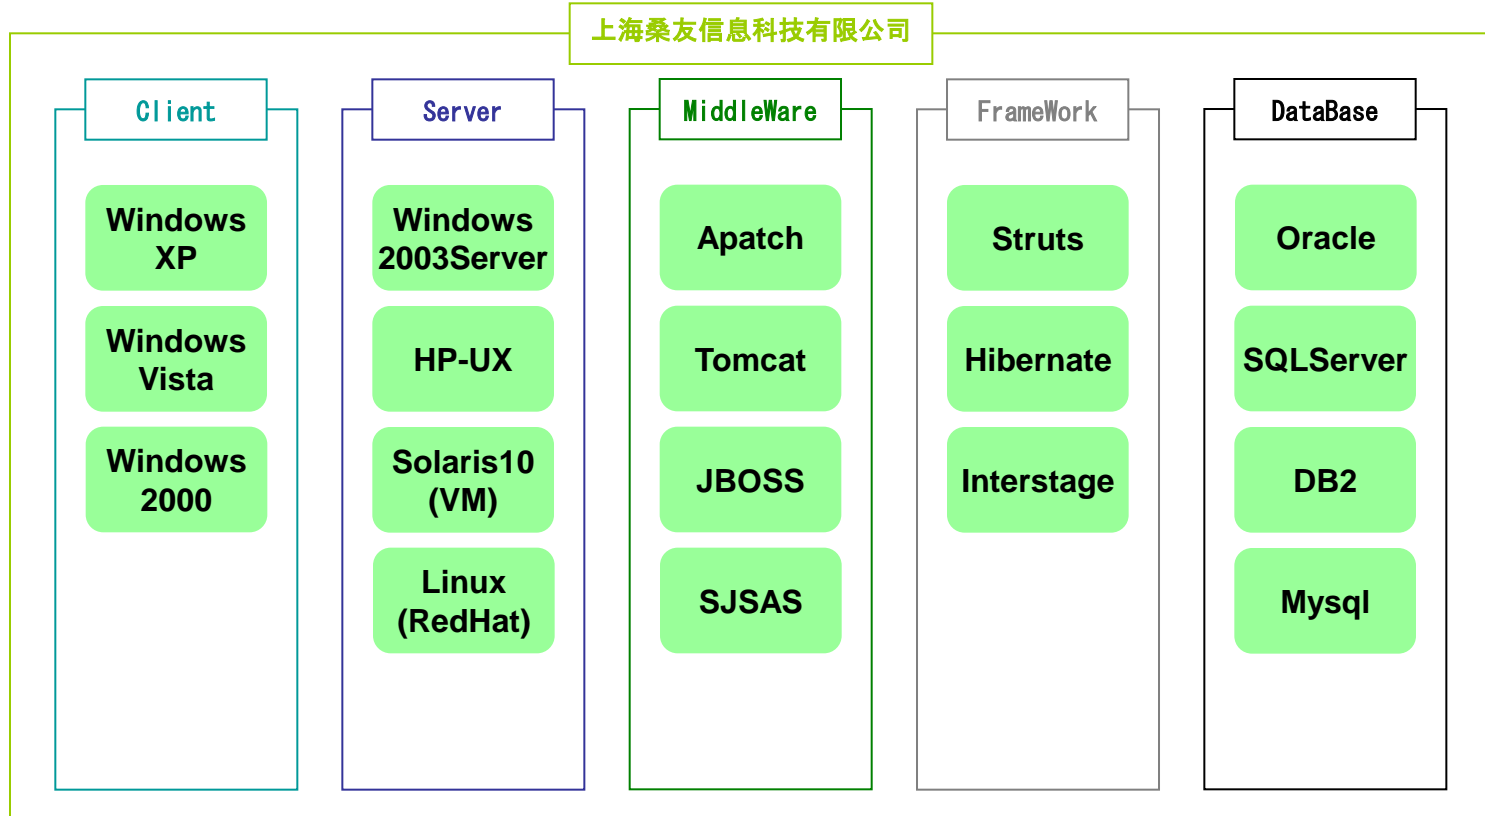 上海桑友信息科技有限公司
Client
Windows
XP
Windows
Vista
Windows
2000
Server
Windows
2003Server
HP-UX
Solaris10
(VM)
Linux
(RedHat)
MiddleWare
Apatch
Tomcat
JBOSS
SJSAS
FrameWork
Struts
Hibernate
Interstage
DataBase
Oracle
SQLServer
DB2
Mysql